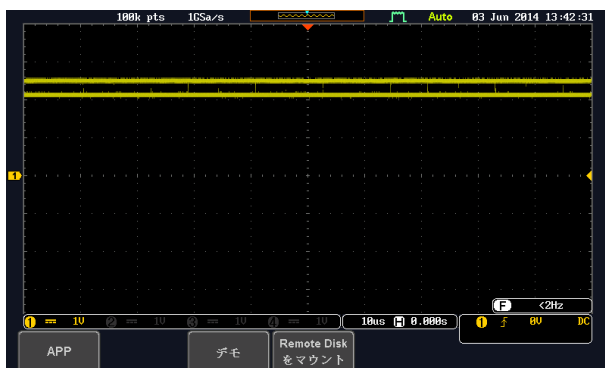 100k pts 1GSa/s Auto 03 Jun 2014 13:42:31
1
F <2Hz
1 1V 2 1V 3 1V 4 1V 10us H 0.000s 1 0V DC
APP デモ Remote Disk
をマウント